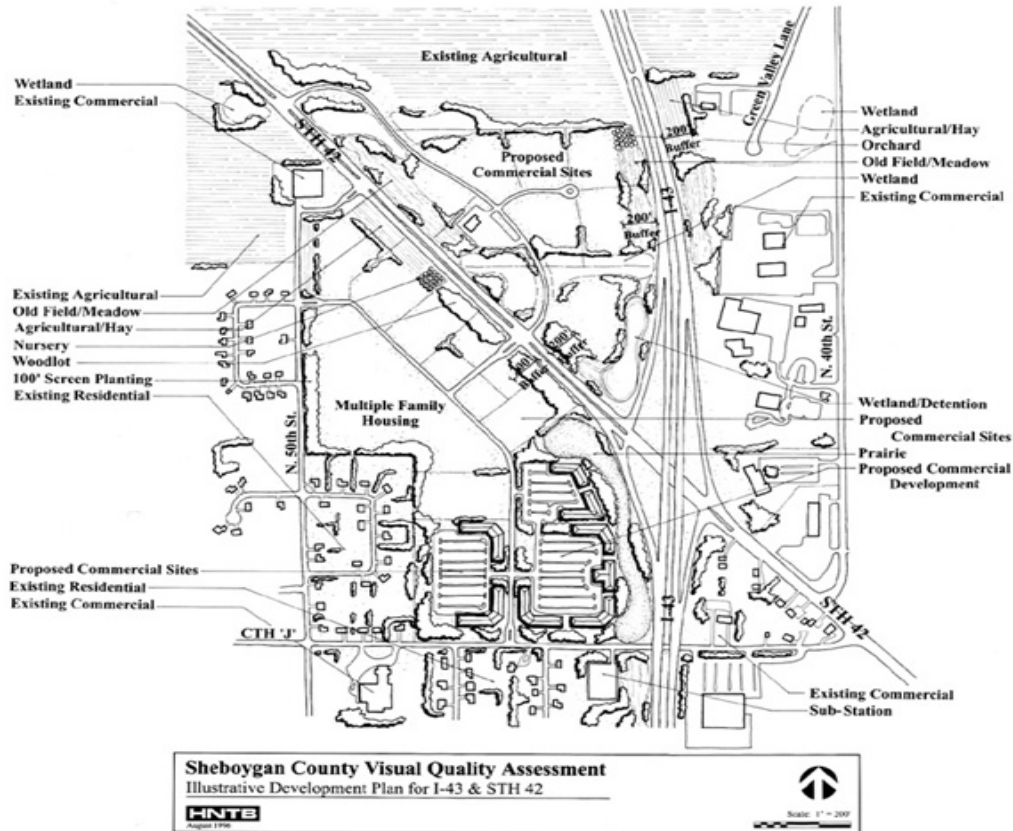 Existing Agricultural
Green Valley Lane
Wetland
Existing Commercial
STH-42
200'
Buffer
Proposed
Commercial Sites
I-43
200'
Buffer
Wetland
Agricultural/Hay
Orchard
Old Field/Meadow
Wetland
Existing Commercial
Existing Agricultural
Old Field/Meadow
Agricultural/Hay
Nursery
Woodlot
100' Screen Planting
Existing Residential
N. 40th St.
200'
Buffer
Buffer
N. 50th St.
Multiple Family
Housing
Wetland/Detention
Proposed
Commercial Sites
Prairie
Proposed Commercial
Development
Proposed Commercial Sites
Existing Residential
Existing Commercial
CTH 'J'
I-43
STH-42
Existing Commercial
Sub-Station
Sheboygan County Visual Quality Assessment
Illustrative Development Plan for I-43 & STH 42
HNTB
August 1996
Scale: 1" = 200'